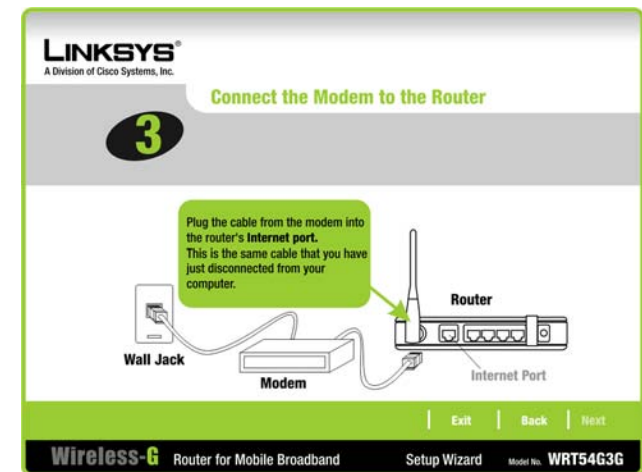 LINKSYS®
A Division of Cisco Systems, Inc.
Connect the Modem to the Router
3
Plug the cable from the modem into
the router's Internet port.
This is the same cable that you have
just disconnected from your
computer.
Router
Wall Jack
Modem
Internet Port
Exit
Back
Next
Wireless-G Router for Mobile Broadband Setup Wizard Model No. WRT54G3G